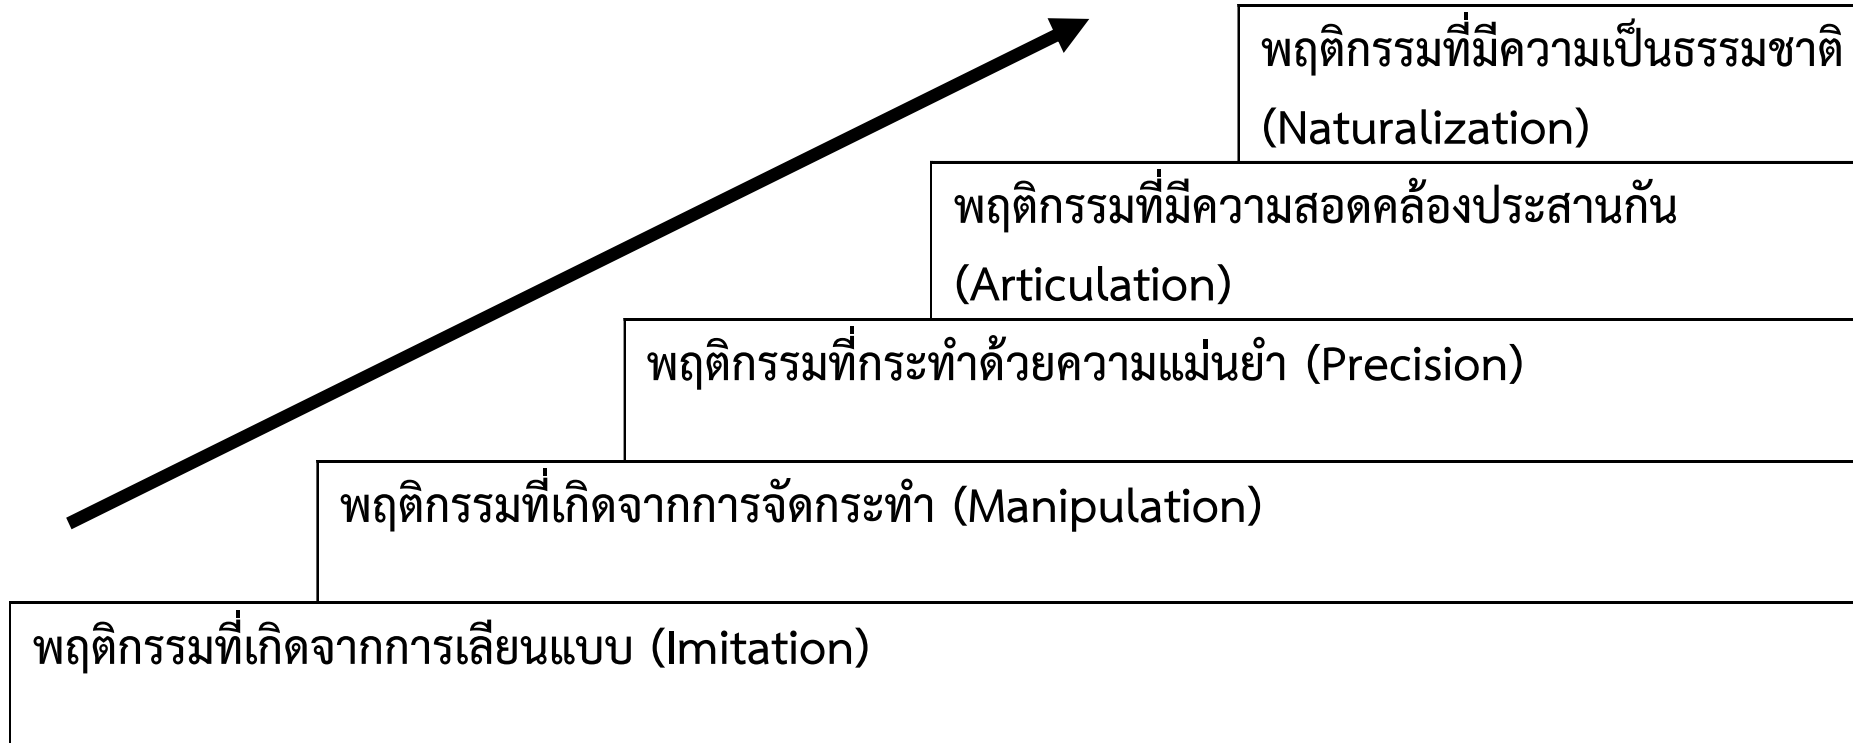 พฤติกรรมที่มีความเป็นธรรมชาติ
(Naturalization)
พฤติกรรมที่มีความสอดคล้องประสานกัน
(Articulation)
พฤติกรรมที่กระทำด้วยความแม่นยำ (Precision)
พฤติกรรมที่เกิดจากการจัดกระทำ (Manipulation)
พฤติกรรมที่เกิดจากการเลียนแบบ (Imitation)